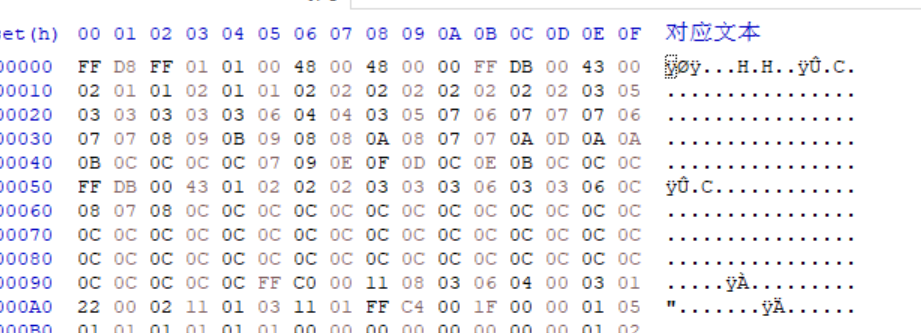 et(h) 00 01 02 03 04 05 06 07 08 09 0A 0B 0C 0D 0E 0F 对应文本
00000 FF D8 FF 01 01 00 48 00 48 00 00 FF DB 00 43 00 ÿØÿ...H.H..ÿÛ.C.
00010 02 01 01 02 01 01 02 02 02 02 02 02 02 02 03 05 ................
00020 03 03 03 03 03 06 04 04 03 05 07 06 07 07 07 06 ................
00030 07 07 08 09 0B 09 08 08 0A 08 07 07 0A 0D 0A 0A ................
00040 0B 0C 0C 0C 0C 07 09 0E 0F 0D 0C 0E 0B 0C 0C 0C ................
00050 FF DB 00 43 01 02 02 02 03 03 03 06 03 03 06 0C ÿÛ.C............
00060 08 07 08 0C 0C 0C 0C 0C 0C 0C 0C 0C 0C 0C 0C 0C ................
00070 0C 0C 0C 0C 0C 0C 0C 0C 0C 0C 0C 0C 0C 0C 0C 0C ................
00080 0C 0C 0C 0C 0C 0C 0C 0C 0C 0C 0C 0C 0C 0C 0C 0C ................
00090 0C 0C 0C 0C 0C FF C0 00 11 08 03 06 04 00 03 01 .....ÿÀ.........
000A0 22 00 02 11 01 03 11 01 FF C4 00 1F 00 00 01 05 ".......ÿÄ......
000B0 01 01 01 01 01 01 00 00 00 00 00 00 00 00 01 02